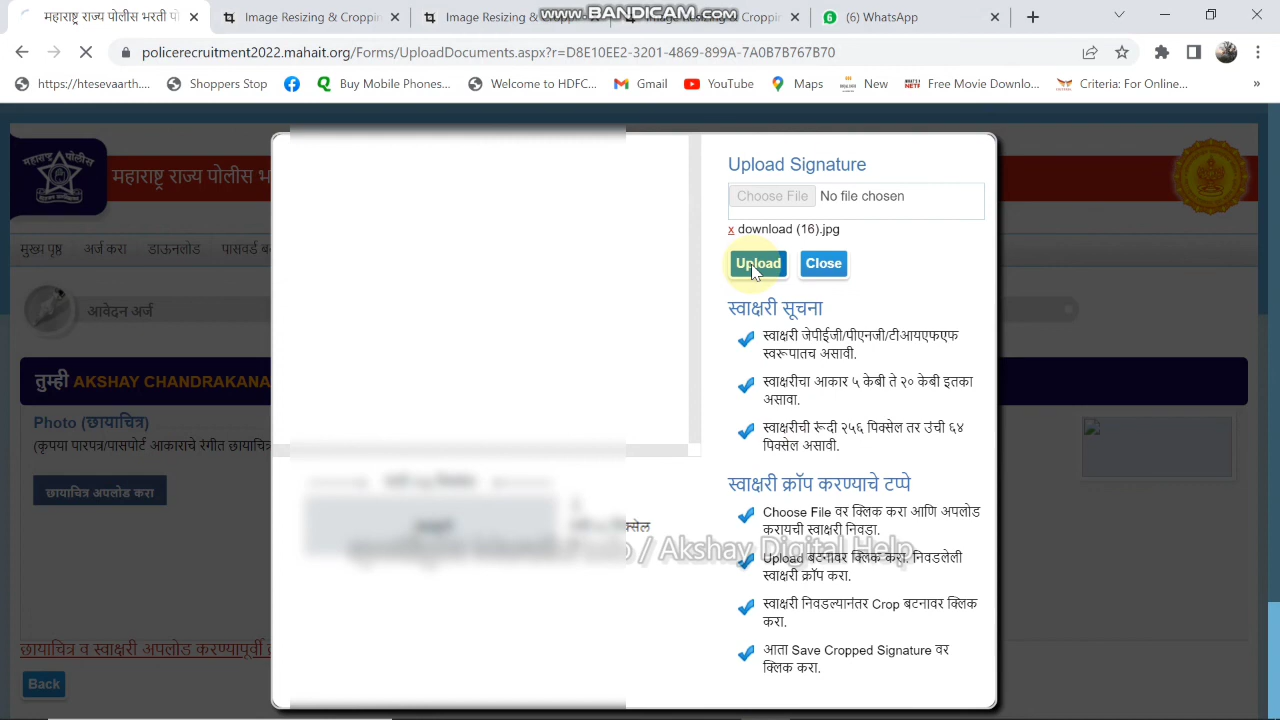 महाराष्ट्र राज्य पोलिस भरती प
Image Resizing & Croppin
Image Resizing &
(6) WhatsApp
www.BANDICAM.com
policerecruitment2022.mahait.org/Forms/UploadDocuments.aspx?r=D8E10EE2-3201-4869-899A-7A0B7B767B70
https://htesevaarth....
Shoppers Stop
Buy Mobile Phones...
Welcome to HDFC...
Gmail
YouTube
Maps
New
Free Movie Downlo...
Criteria: For Online...
महाराष्ट्र पोलीस
महाराष्ट्र राज्य पोलीस भ
मुख्य पृष्ठ
अर्ज करा
डाऊनलोड
पासवर्ड ब
आवेदन अर्ज
तुम्ही AKSHAY CHANDRAKANA
Photo (छायाचित्र)
(कृपया पारपत्र/पासपोर्ट आकाराचे रंगीत छायाचि
छायाचित्र अपलोड करा
छायाचित्र व स्वाक्षरी अपलोड करण्यापूर्वी
Back
Upload Signature
Choose File No file chosen
x download (16).jpg
Upload
Close
स्वाक्षरी सूचना
स्वाक्षरी जेपीईजी/पीएनजी/टीआयएफएफ
स्वरूपातच असावी.
स्वाक्षरीचा आकार ५ केबी ते २० केबी इतका
असावा.
स्वाक्षरीची रूंदी २५६ पिक्सेल तर उंची ६४
पिक्सेल असावी.
स्वाक्षरी क्रॉप करण्याचे टप्पे
Choose File वर क्लिक करा आणि अपलोड
करायची स्वाक्षरी निवडा.
Upload बटनावर क्लिक करा. निवडलेली
स्वाक्षरी क्रॉप करा.
स्वाक्षरी निवडल्यानंतर Crop बटनावर क्लिक
करा.
आता Save Cropped Signature वर
क्लिक करा.
/ Akshay Digital Help